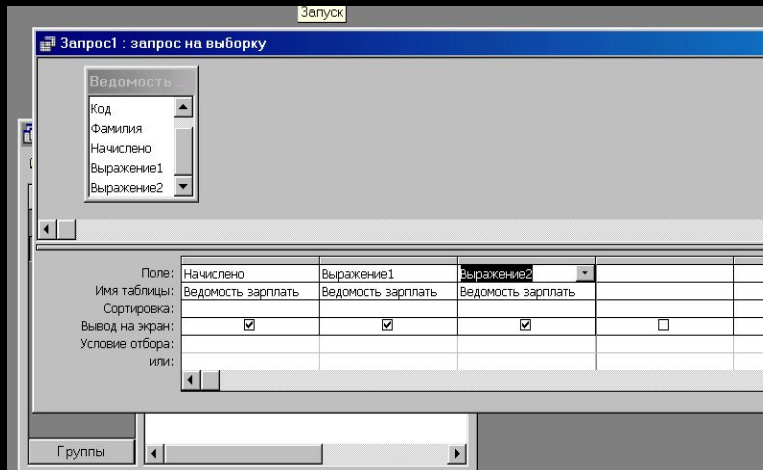 Запуск
Запрос1 : запрос на выборку
Ведомость
Код
Фамилия
Начислено
Выражение1
Выражение2
Поле: Начислено Выражение1 Выражение2
Имя таблицы: Ведомость зарплать Ведомость зарплать Ведомость зарплать
Сортировка:
Вывод на экран:
Условие отбора:
или:
Группы